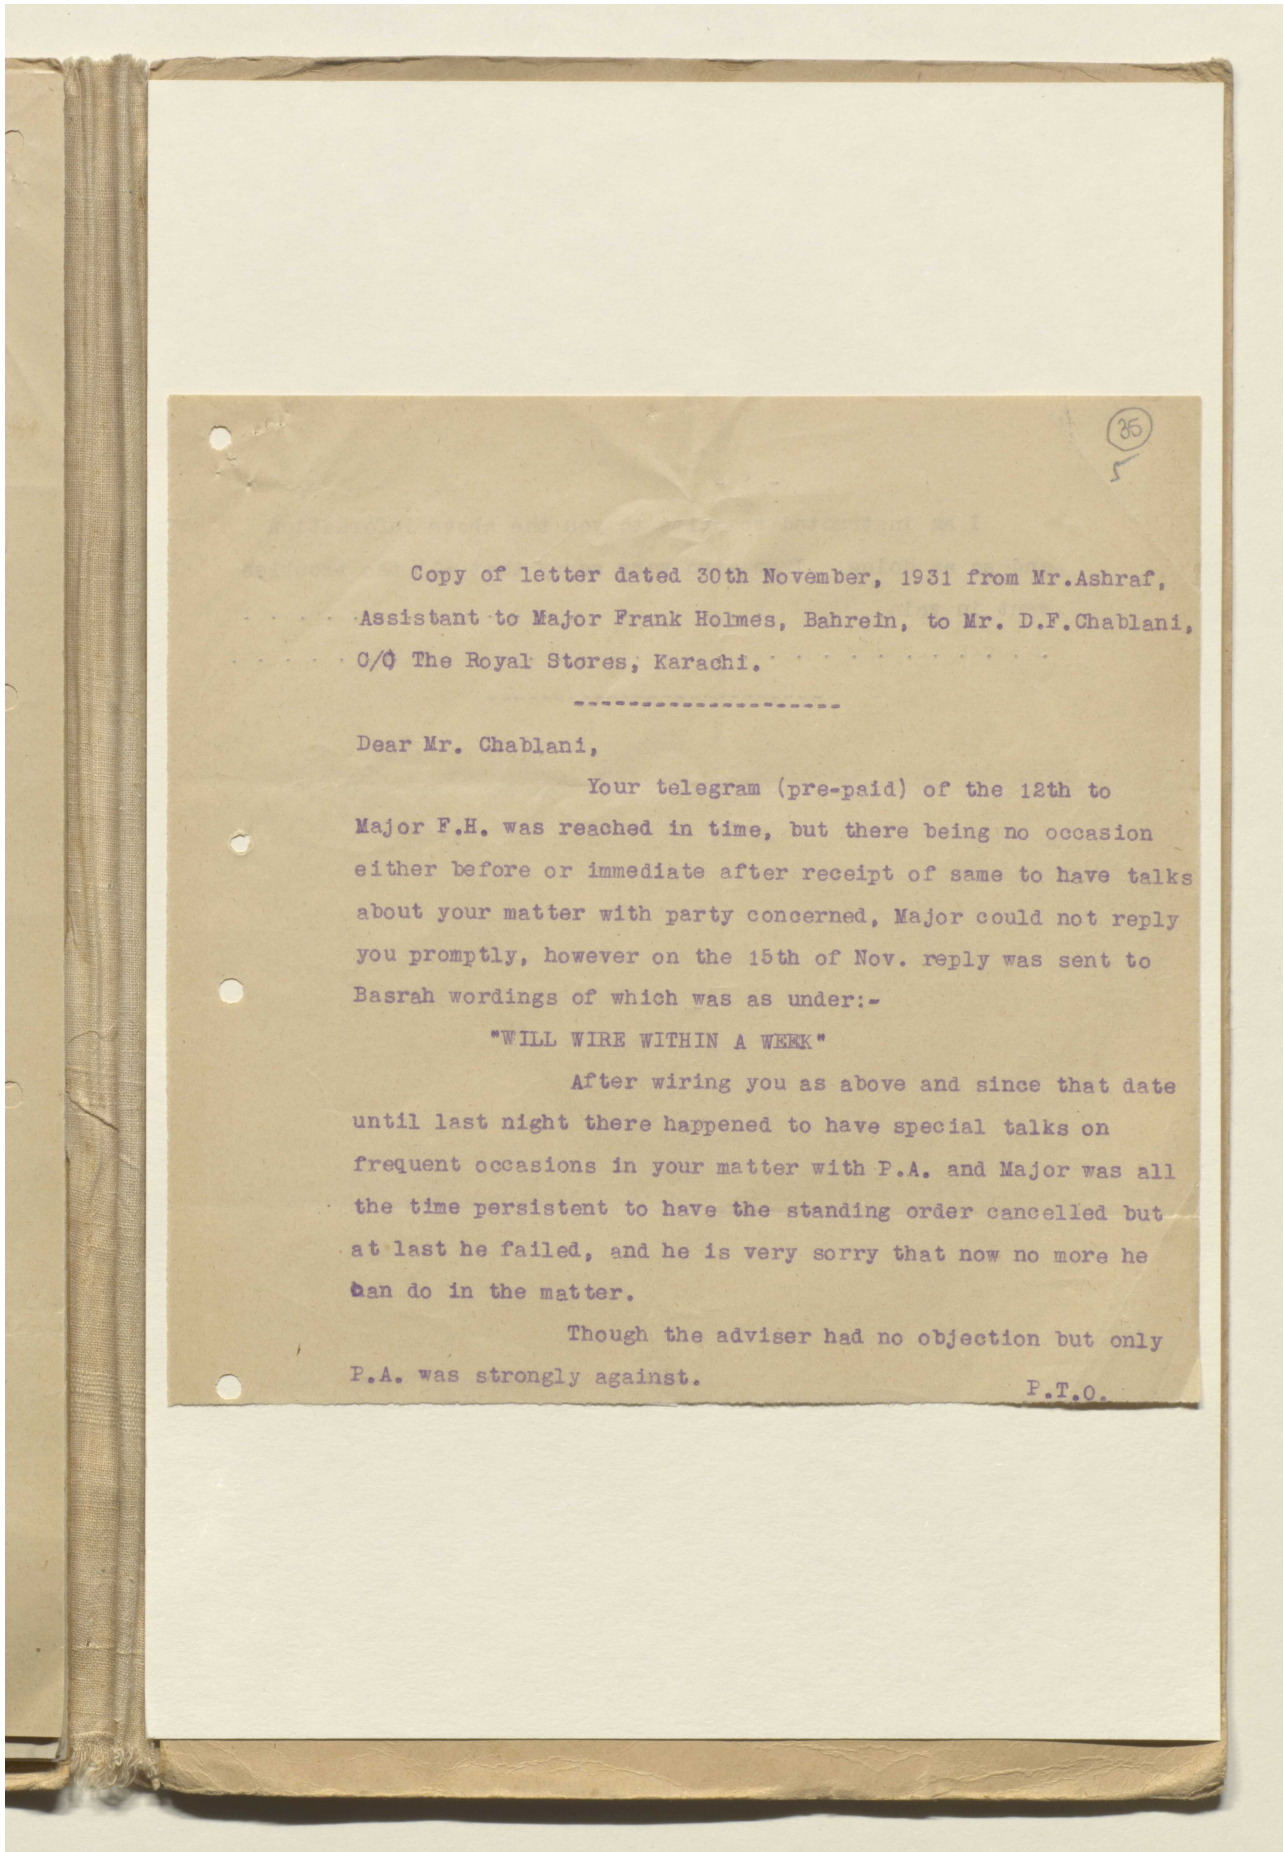 35
5
Copy of letter dated 30th November, 1931 from Mr.Ashraf,
Assistant to Major Frank Holmes, Bahrein, to Mr. D.F.Chablani,
C/O The Royal Stores, Karachi.
--------------------
Dear Mr. Chablani,
Your telegram (pre-paid) of the 12th to
Major F.H. was reached in time, but there being no occasion
either before or immediate after receipt of same to have talks
about your matter with party concerned, Major could not reply
you promptly, however on the 15th of Nov. reply was sent to
Basrah wordings of which was as under:-
"WILL WIRE WITHIN A WEEK"
After wiring you as above and since that date
until last night there happened to have special talks on
frequent occasions in your matter with P.A. and Major was all
the time persistent to have the standing order cancelled but
at last he failed, and he is very sorry that now no more he
can do in the matter.
Though the adviser had no objection but only
P.A. was strongly against.
P.T.O.